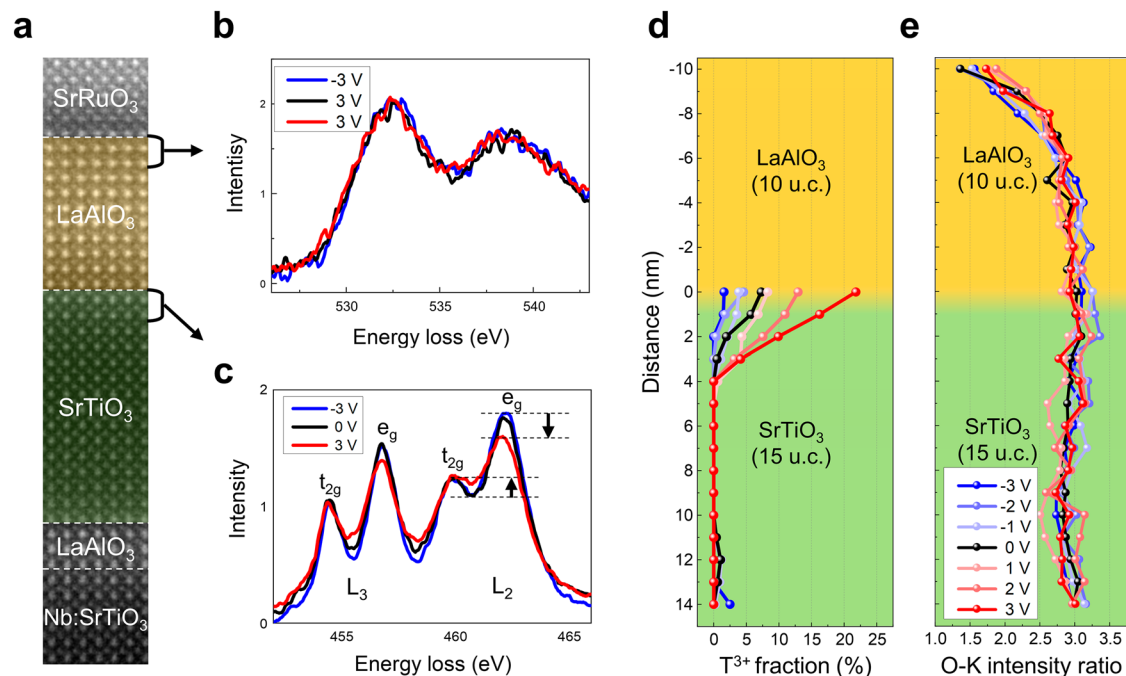 a
SrRuO3
LaAlO3
SrTiO3
LaAlO3
Nb:SrTiO3
b
-3 V
3 V
3 V
2
1
0
Intentisy
530
535
540
Energy loss (eV)
c
-3 V
0 V
3 V
2
1
0
Intensity
t2g
eg
t2g
eg
L3
L2
455
460
465
Energy loss (eV)
d
-10
-8
-6
-4
-2
0
2
4
6
8
10
12
14
Distance (nm)
LaAlO3
(10 u.c.)
SrTiO3
(15 u.c.)
0
5
10
15
20
25
T3+ fraction (%)
e
LaAlO3
(10 u.c.)
SrTiO3
(15 u.c.)
-3 V
-2 V
-1 V
0 V
1 V
2 V
3 V
1.0
1.5
2.0
2.5
3.0
3.5
O-K intensity ratio